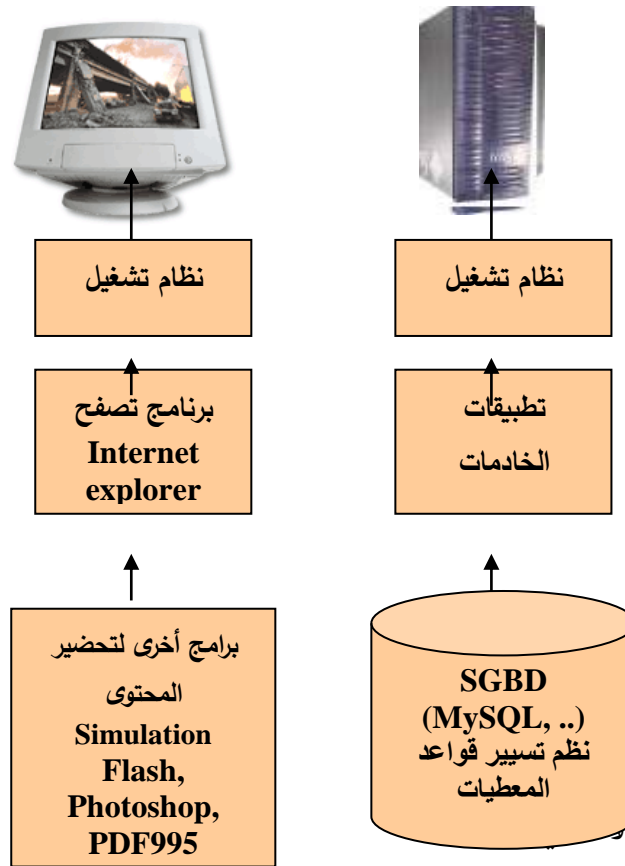 نظام تشغيل
نظام تشغيل
برنامج تصفح
Internet
explorer
تطبيقات
الخادمات
برامج أخرى لتحضير
المحتوى
Simulation
Flash,
Photoshop,
PDF995
SGBD
(MySQL, ..)
نظم تسيير قواعد
المعطيات